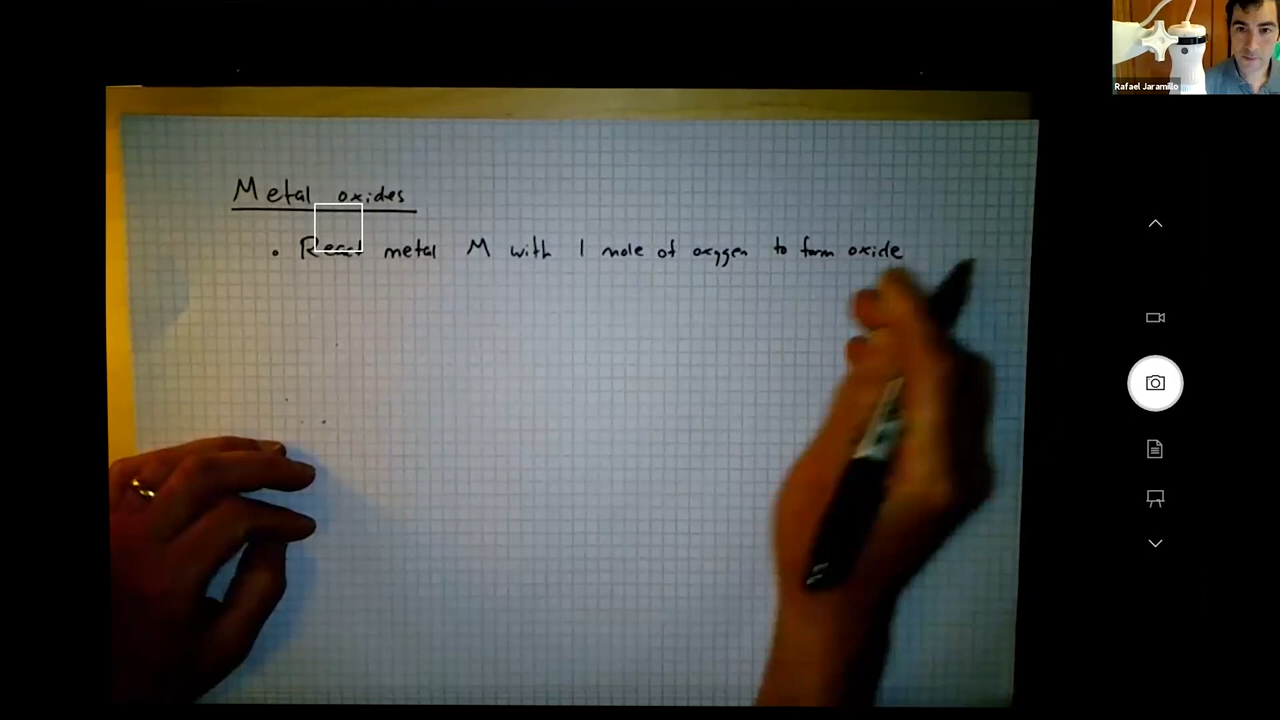 Rafael Jaramillo
Metal oxides
• React metal M with 1 mole of oxygen to form oxide